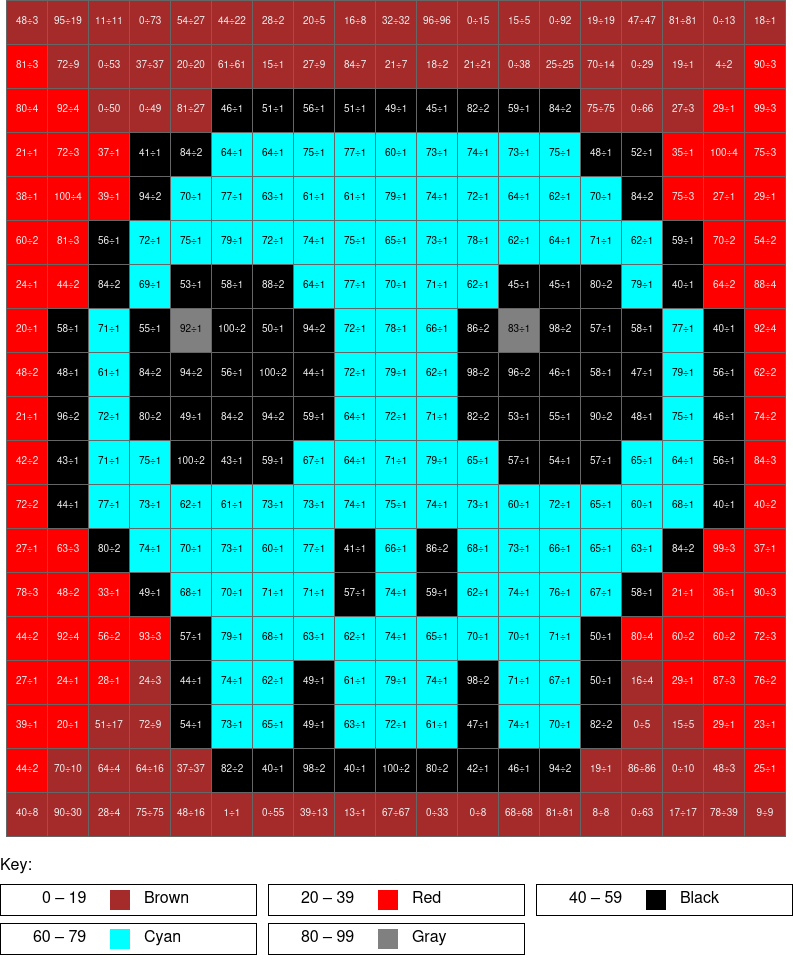 48÷3 95÷19 11÷11 0÷73 54÷27 44÷22 28÷2 20÷5 16÷8 32÷32 96÷96 0÷15 15÷5 0÷92 19÷19 47÷47 81÷81 0÷13 18÷1
81÷3 72÷9 0÷53 37÷37 20÷20 61÷61 15÷1 27÷9 84÷7 21÷7 18÷2 21÷21 0÷38 25÷25 70÷14 0÷29 19÷1 4÷2 90÷3
80÷4 92÷4 0÷50 0÷49 81÷27 46÷1 51÷1 56÷1 51÷1 49÷1 45÷1 82÷2 59÷1 84÷2 75÷75 0÷66 27÷3 29÷1 99÷3
21÷1 72÷3 37÷1 41÷1 84÷2 64÷1 64÷1 75÷1 77÷1 60÷1 73÷1 74÷1 73÷1 75÷1 48÷1 52÷1 35÷1 100÷4 75÷3
38÷1 100÷4 39÷1 94÷2 70÷1 77÷1 63÷1 61÷1 61÷1 79÷1 74÷1 72÷1 64÷1 62÷1 70÷1 84÷2 75÷3 27÷1 29÷1
60÷2 81÷3 56÷1 72÷1 75÷1 79÷1 72÷1 74÷1 75÷1 65÷1 73÷1 78÷1 62÷1 64÷1 71÷1 62÷1 59÷1 70÷2 54÷2
24÷1 44÷2 84÷2 69÷1 53÷1 58÷1 88÷2 64÷1 77÷1 70÷1 71÷1 62÷1 45÷1 45÷1 80÷2 79÷1 40÷1 64÷2 88÷4
20÷1 58÷1 71÷1 55÷1 92÷1 100÷2 50÷1 94÷2 72÷1 78÷1 66÷1 86÷2 83÷1 98÷2 57÷1 58÷1 77÷1 40÷1 92÷4
48÷2 48÷1 61÷1 84÷2 94÷2 56÷1 100÷2 44÷1 72÷1 79÷1 62÷1 98÷2 96÷2 46÷1 58÷1 47÷1 79÷1 56÷1 62÷2
21÷1 96÷2 72÷1 80÷2 49÷1 84÷2 94÷2 59÷1 64÷1 72÷1 71÷1 82÷2 53÷1 55÷1 90÷2 48÷1 75÷1 46÷1 74÷2
42÷2 43÷1 71÷1 75÷1 100÷2 43÷1 59÷1 67÷1 64÷1 71÷1 79÷1 65÷1 57÷1 54÷1 57÷1 65÷1 64÷1 56÷1 84÷3
72÷2 44÷1 77÷1 73÷1 62÷1 61÷1 73÷1 73÷1 74÷1 75÷1 74÷1 73÷1 60÷1 72÷1 65÷1 60÷1 68÷1 40÷1 40÷2
27÷1 63÷3 80÷2 74÷1 70÷1 73÷1 60÷1 77÷1 41÷1 66÷1 86÷2 68÷1 73÷1 66÷1 65÷1 63÷1 84÷2 99÷3 37÷1
78÷3 48÷2 33÷1 49÷1 68÷1 70÷1 71÷1 71÷1 57÷1 74÷1 59÷1 62÷1 74÷1 76÷1 67÷1 58÷1 21÷1 36÷1 90÷3
44÷2 92÷4 56÷2 93÷3 57÷1 79÷1 68÷1 63÷1 62÷1 74÷1 65÷1 70÷1 70÷1 71÷1 50÷1 80÷4 60÷2 60÷2 72÷3
27÷1 24÷1 28÷1 24÷3 44÷1 74÷1 62÷1 49÷1 61÷1 79÷1 74÷1 98÷2 71÷1 67÷1 50÷1 16÷4 29÷1 87÷3 76÷2
39÷1 20÷1 51÷17 72÷9 54÷1 73÷1 65÷1 49÷1 63÷1 72÷1 61÷1 47÷1 74÷1 70÷1 82÷2 0÷5 15÷5 29÷1 23÷1
44÷2 70÷10 64÷4 64÷16 37÷37 82÷2 40÷1 98÷2 40÷1 100÷2 80÷2 42÷1 46÷1 94÷2 19÷1 86÷86 0÷10 48÷3 25÷1
40÷8 90÷30 28÷4 75÷75 48÷16 1÷1 0÷55 39÷13 13÷1 67÷67 0÷33 0÷8 68÷68 81÷81 8÷8 0÷63 17÷17 78÷39 9÷9
Key:
0 – 19 Brown 20 – 39 Red 40 – 59 Black
60 – 79 Cyan 80 – 99 Gray